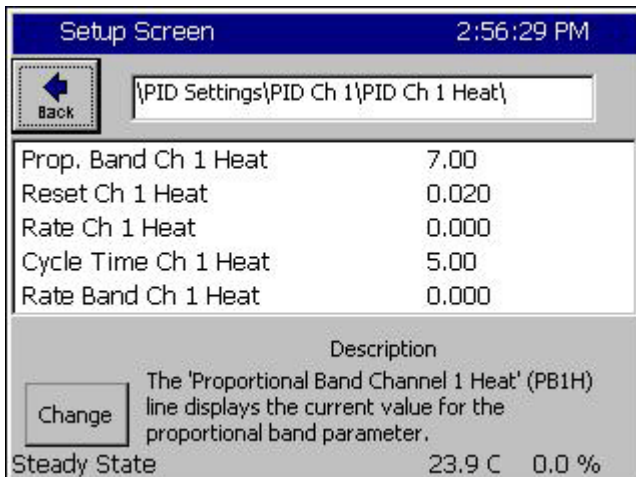 Setup Screen 2:56:29 PM
Back
\PID Settings\PID Ch 1\PID Ch 1 Heat\
Prop. Band Ch 1 Heat 7.00
Reset Ch 1 Heat 0.020
Rate Ch 1 Heat 0.000
Cycle Time Ch 1 Heat 5.00
Rate Band Ch 1 Heat 0.000
Description
The 'Proportional Band Channel 1 Heat' (PB1H)
line displays the current value for the
proportional band parameter.
Change
Steady State 23.9 C 0.0 %